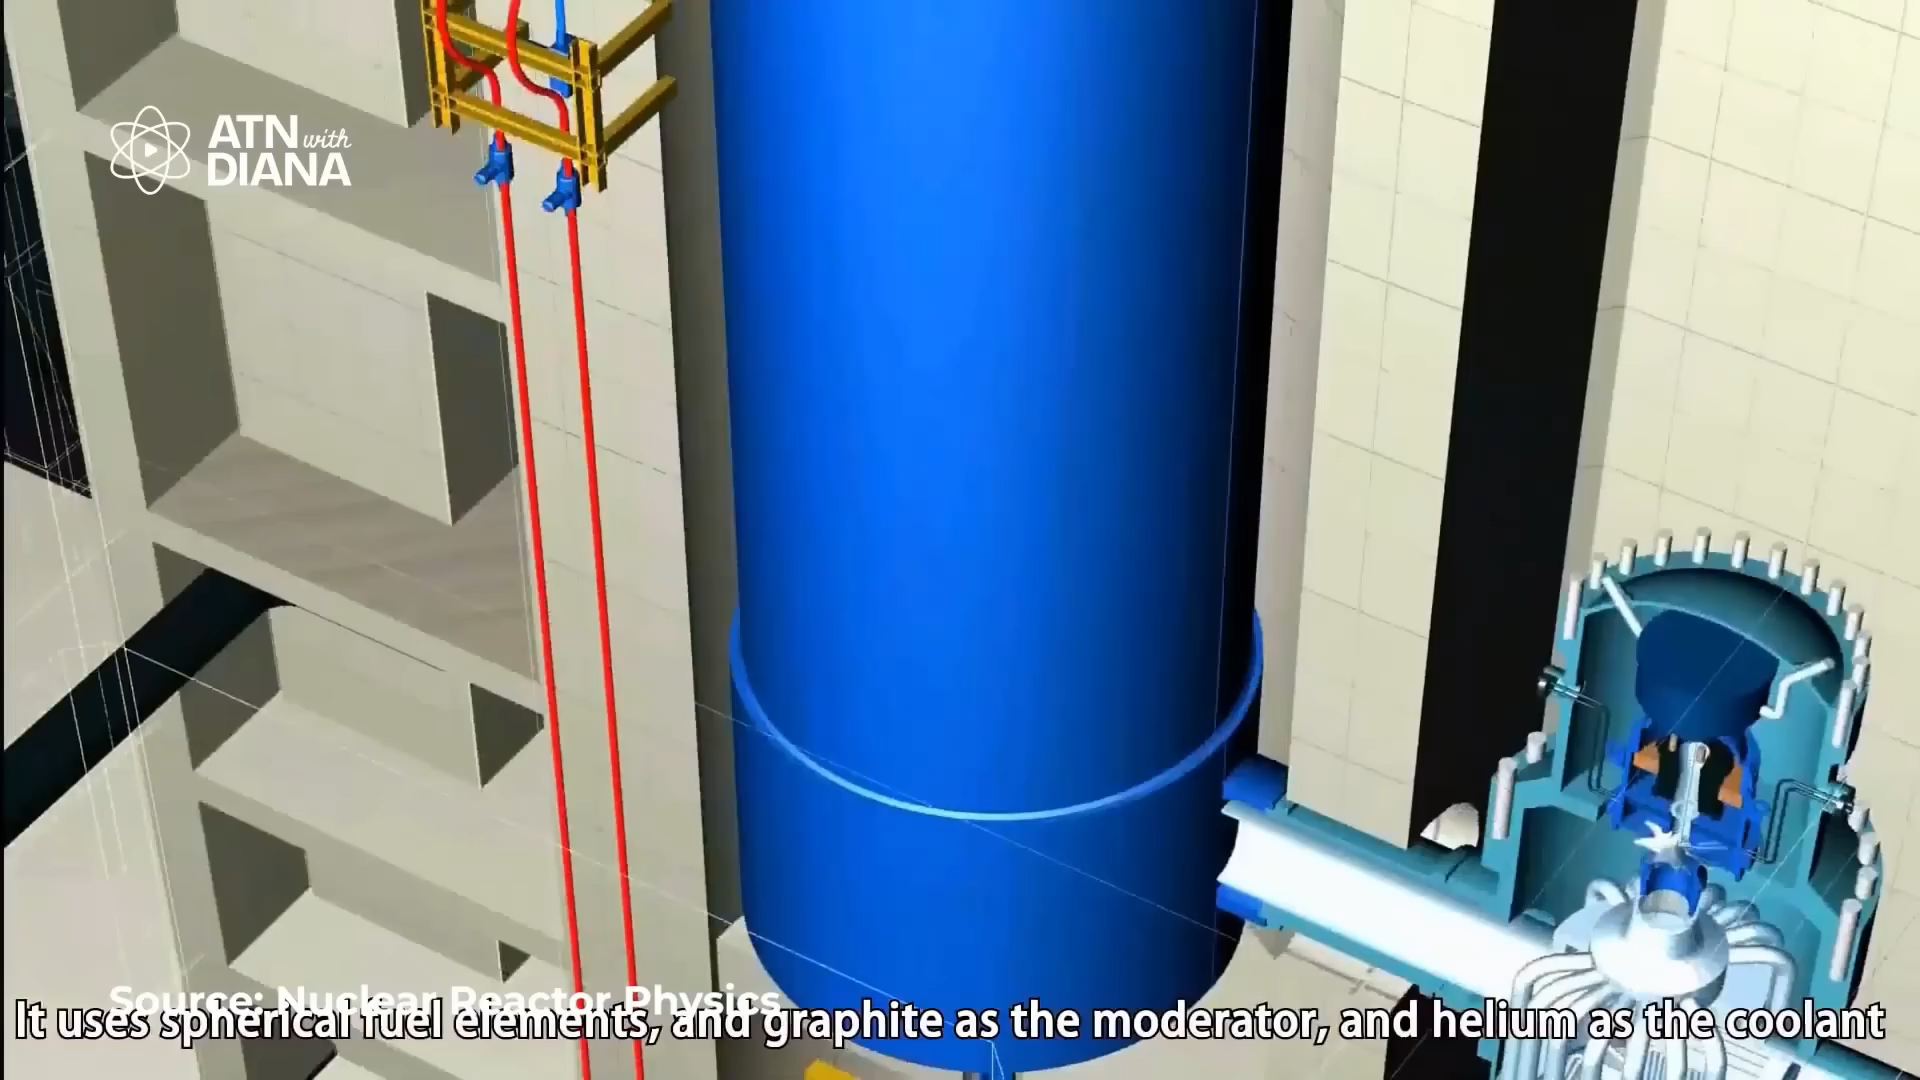 ATN with
DIANA
Source: Nuclear Reactor Physics
It uses spherical fuel elements, and graphite as the moderator, and helium as the coolant